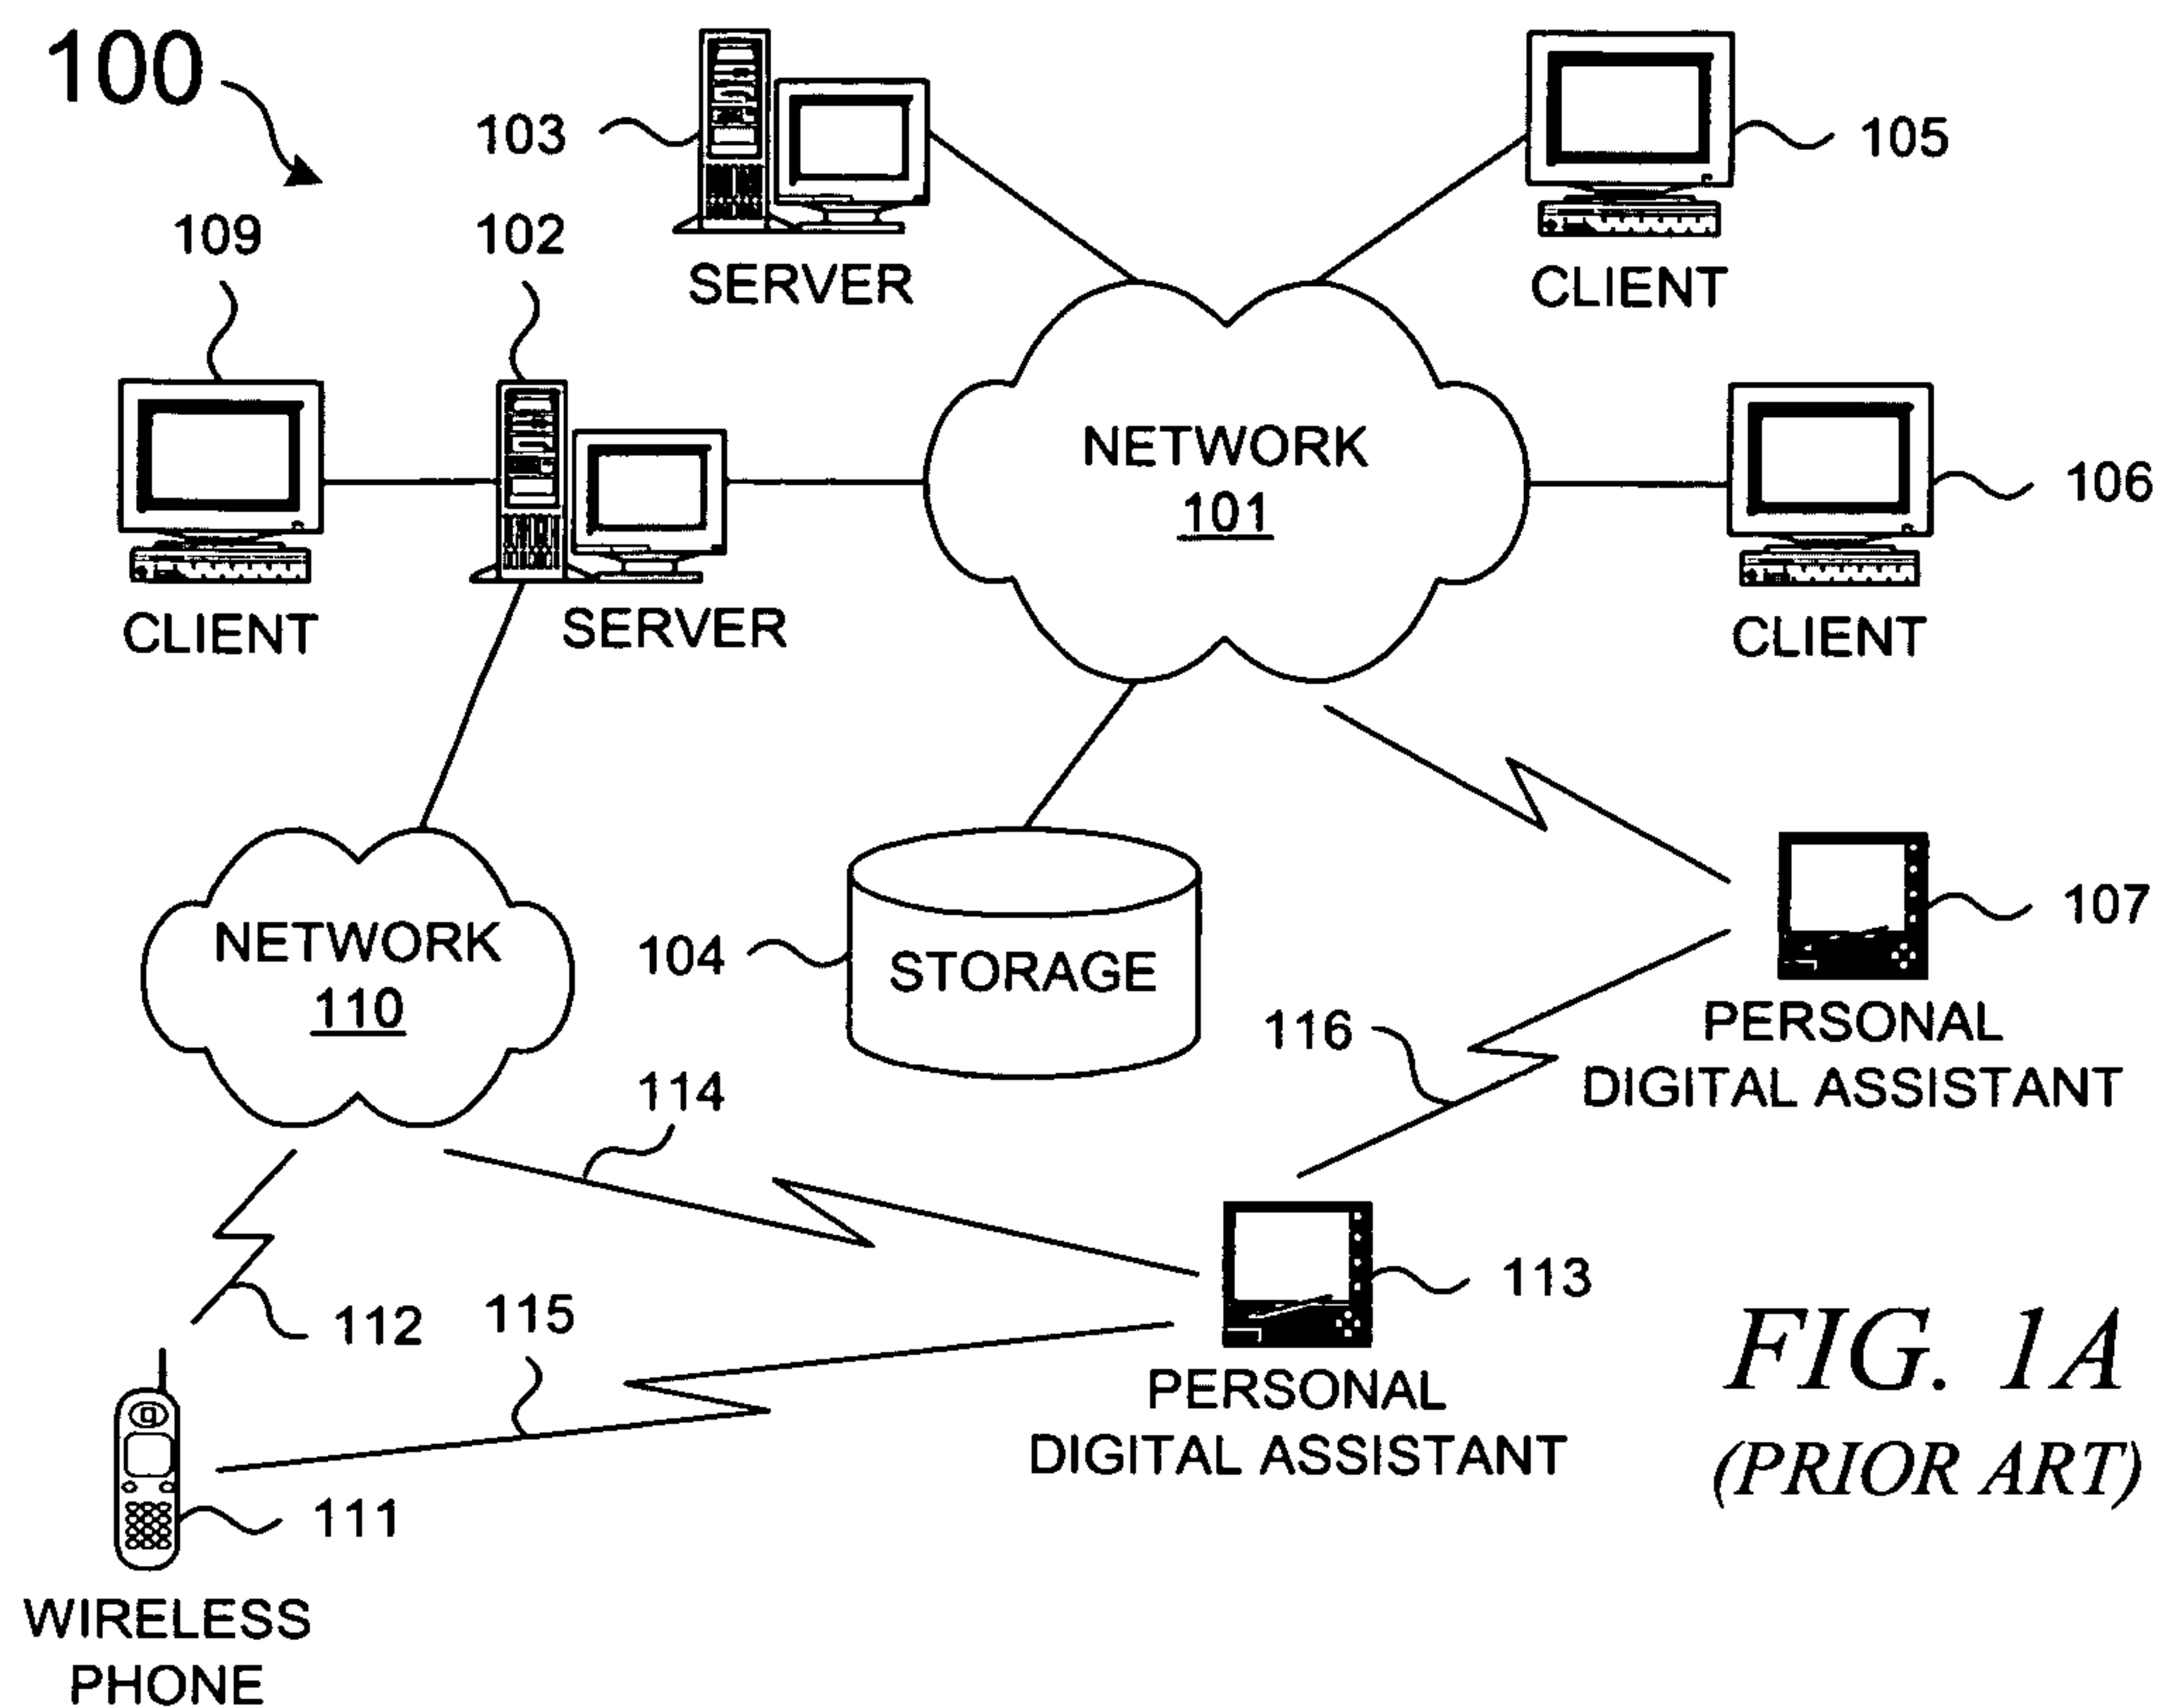 100
103
SERVER
105
CLIENT
109
CLIENT
102
SERVER
NETWORK
101
106
CLIENT
NETWORK
110
104
STORAGE
107
PERSONAL
DIGITAL ASSISTANT
116
114
112
115
113
PERSONAL
DIGITAL ASSISTANT
111
WIRELESS
PHONE
FIG. 1A
(PRIOR ART)